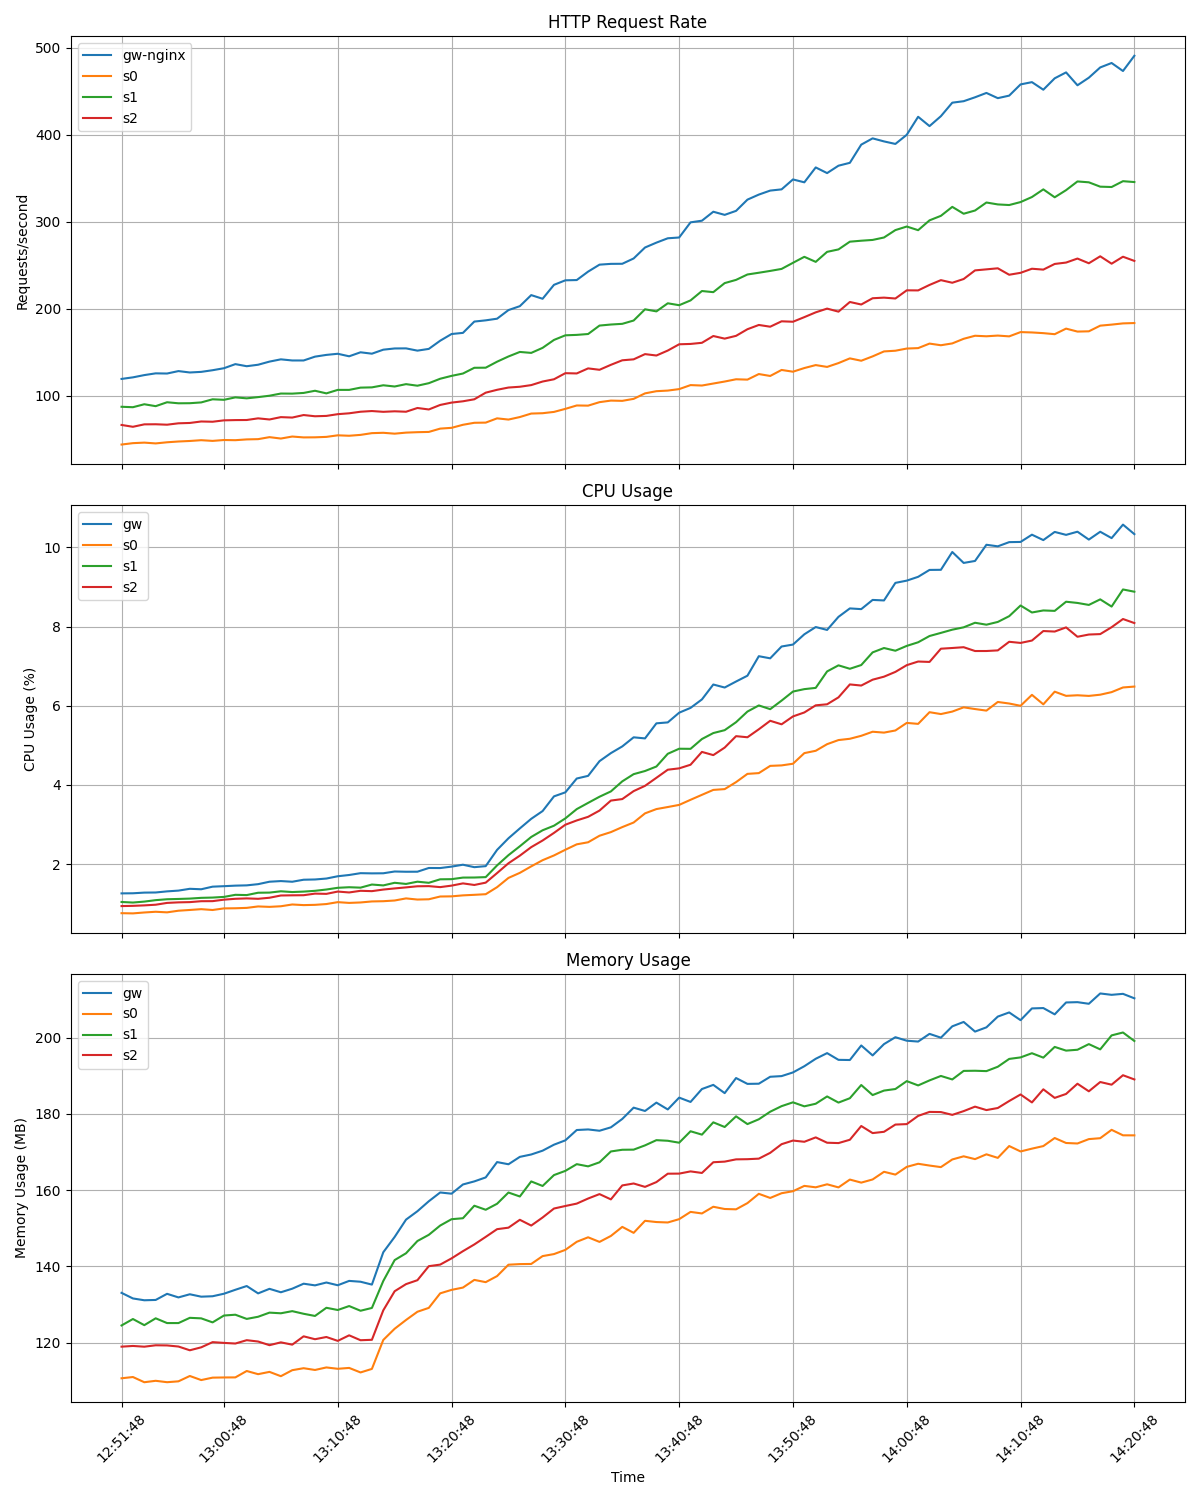 HTTP Request Rate
500
400
300
200
100
Requests/second
gw-nginx
s0
s1
s2
CPU Usage
10
8
6
4
2
CPU Usage (%)
gw
s0
s1
s2
Memory Usage
200
180
160
140
120
Memory Usage (MB)
gw
s0
s1
s2
12:51:48
13:00:48
13:10:48
13:20:48
13:30:48
13:40:48
13:50:48
14:00:48
14:10:48
14:20:48
Time